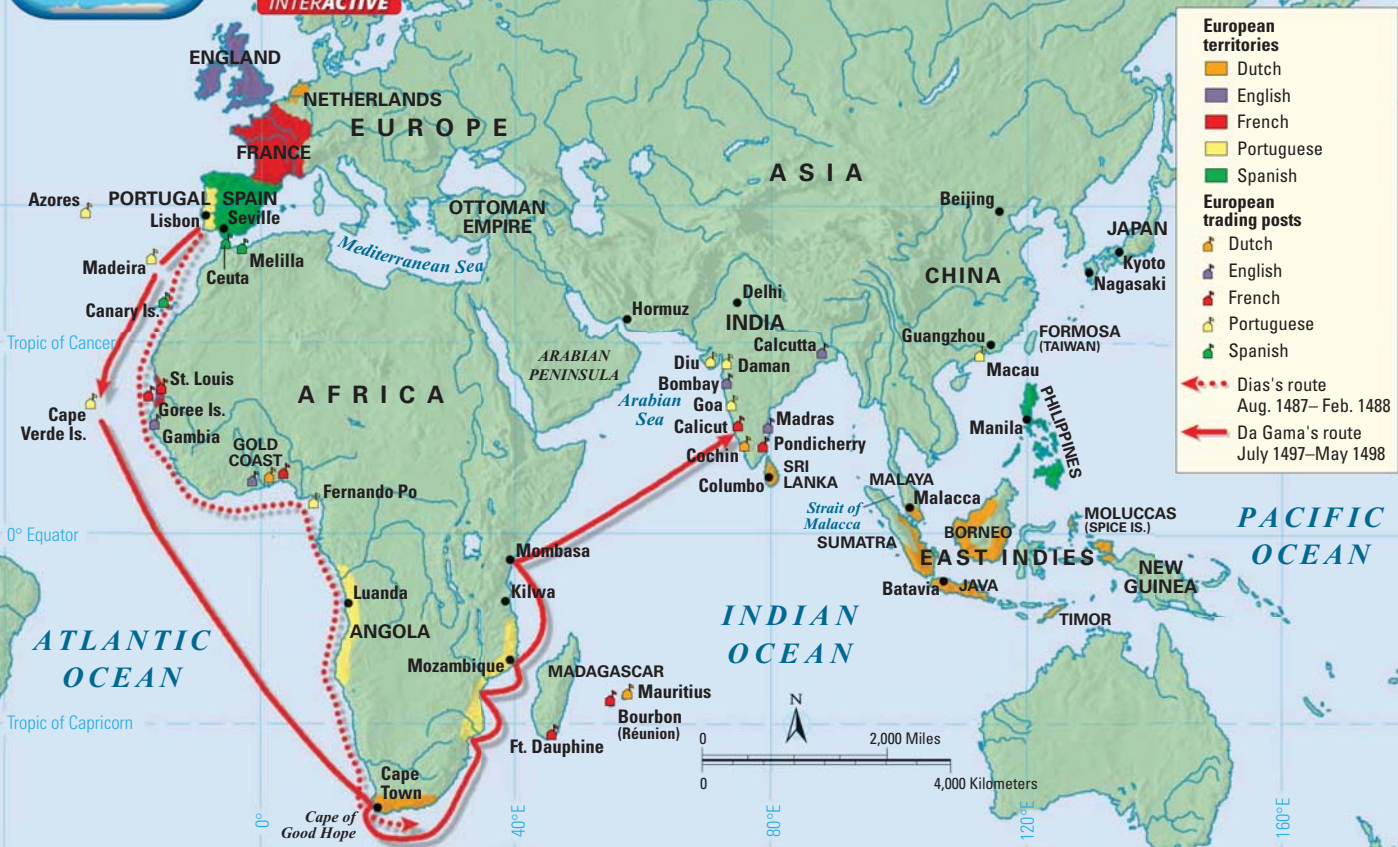 INTERACTIVE
ENGLAND
NETHERLANDS
EUROPE
FRANCE
ASIA
Azores
PORTUGAL
SPAIN
Lisbon
Seville
OTTOMAN
EMPIRE
Beijing
JAPAN
Kyoto
Nagasaki
Madeira
Ceuta
Melilla
Mediterranean Sea
CHINA
Canary Is.
Hormuz
Delhi
INDIA
Guangzhou
FORMOSA
(TAIWAN)
Tropic of Cancer
Calcutta
ARABIAN
PENINSULA
Diu
Daman
Macau
St. Louis
AFRICA
Bombay
Arabian
Sea
Goa
Cape
Verde Is.
Goree Is.
Gambia
Calicut
Madras
Manila
PHILIPPINES
GOLD
COAST
Cochin
Pondicherry
Columbo
SRI
LANKA
Fernando Po
MALAYA
Malacca
Strait of
Malacca
MOLUCCAS
(SPICE IS.)
PACIFIC
OCEAN
0° Equator
SUMATRA
BORNEO
EAST INDIES
Mombasa
NEW
GUINEA
Batavia
JAVA
Luanda
Kilwa
INDIAN
OCEAN
TIMOR
ANGOLA
ATLANTIC
OCEAN
Mozambique
MADAGASCAR
Mauritius
Bourbon
(Réunion)
Tropic of Capricorn
Ft. Dauphine
N
0
2,000 Miles
0
4,000 Kilometers
Cape
Town
Cape of
Good Hope
0°
40°E
80°E
120°E
160°E
European
territories
Dutch
English
French
Portuguese
Spanish
European
trading posts
Dutch
English
French
Portuguese
Spanish
Dias's route
Aug. 1487–Feb. 1488
Da Gama's route
July 1497–May 1498